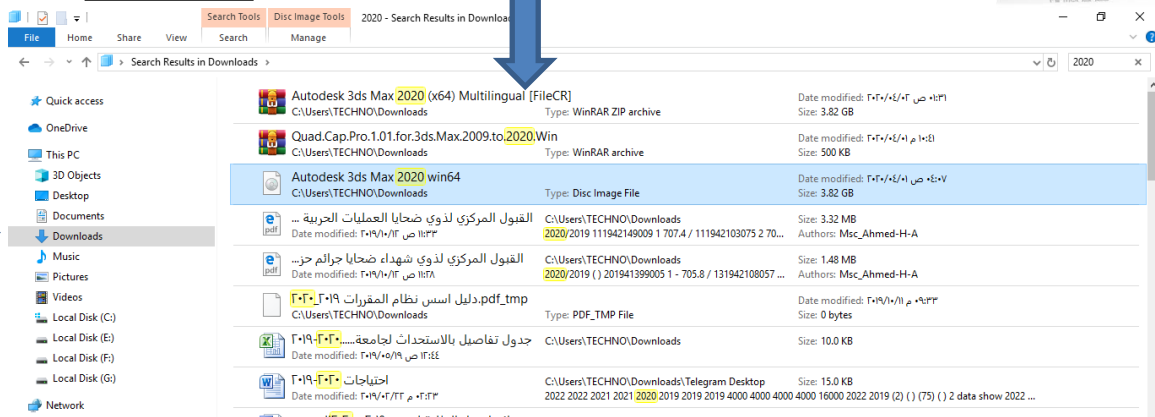 Search Tools
Disc Image Tools
2020 - Search Results in Downloa
File
Home
Share
View
Search
Manage
Search Results in Downloads
2020
Quick access
OneDrive
This PC
3D Objects
Desktop
Documents
Downloads
Music
Pictures
Videos
Local Disk (C:)
Local Disk (E:)
Local Disk (F:)
Local Disk (G:)
Network
Autodesk 3ds Max 2020 (x64) Multilingual [FileCR]
C:\Users\TECHNO\Downloads
Type: WinRAR ZIP archive
Date modified: ٢٠٢٠/٠٤/٠٢ ص ٠١:٣١
Size: 3.82 GB
Quad.Cap.Pro.1.01.for.3ds.Max.2009.to.2020.Win
C:\Users\TECHNO\Downloads
Type: WinRAR archive
Date modified: ٢٠٢٠/٠٤/٠١ م ١٠:٤١
Size: 500 KB
Autodesk 3ds Max 2020 win64
C:\Users\TECHNO\Downloads
Type: Disc Image File
Date modified: ٢٠٢٠/٠٤/٠١ ص ٠٤:٠٧
Size: 3.82 GB
القبول المركزي لذوي ضحايا العمليات الحربية ...
Date modified: ٢٠١٩/١٠/١٢ ص ١١:٣٣
C:\Users\TECHNO\Downloads
2020/2019 111942149009 1 707.4 / 111942103075 2 70...
Size: 3.32 MB
Authors: Msc_Ahmed-H-A
القبول المركزي لذوي شهداء ضحايا جرائم حز...
Date modified: ٢٠١٩/١٠/١٢ ص ١١:٢٨
C:\Users\TECHNO\Downloads
2020/2019 ( ) 201941399005 1 - 705.8 / 131942108057 ...
Size: 1.48 MB
Authors: Msc_Ahmed-H-A
دليل اسس نظام المقررات ٢٠١٩_٢٠٢٠.pdf_tmp
C:\Users\TECHNO\Downloads
Type: PDF_TMP File
Date modified: ٢٠١٩/١٠/١١ م ٠٩:٣٣
Size: 0 bytes
جدول تفاصيل بالاستحداث لجامعة.....٢٠٢٠-٢٠١٩
Date modified: ٢٠١٩/٠٥/١٩ ص ١٢:٤٤
C:\Users\TECHNO\Downloads
Size: 10.0 KB
احتياجات ٢٠٢٠-٢٠١٩
Date modified: ٢٠١٩/٠٢/٢٢ م ٠٢:٢٣
C:\Users\TECHNO\Downloads\Telegram Desktop
2022 2022 2021 2021 2020 2019 2019 2019 4000 4000 4000 4000 16000 2022 2019 (2) ( ) (75) ( ) 2 data show 2022 ...
Size: 15.0 KB